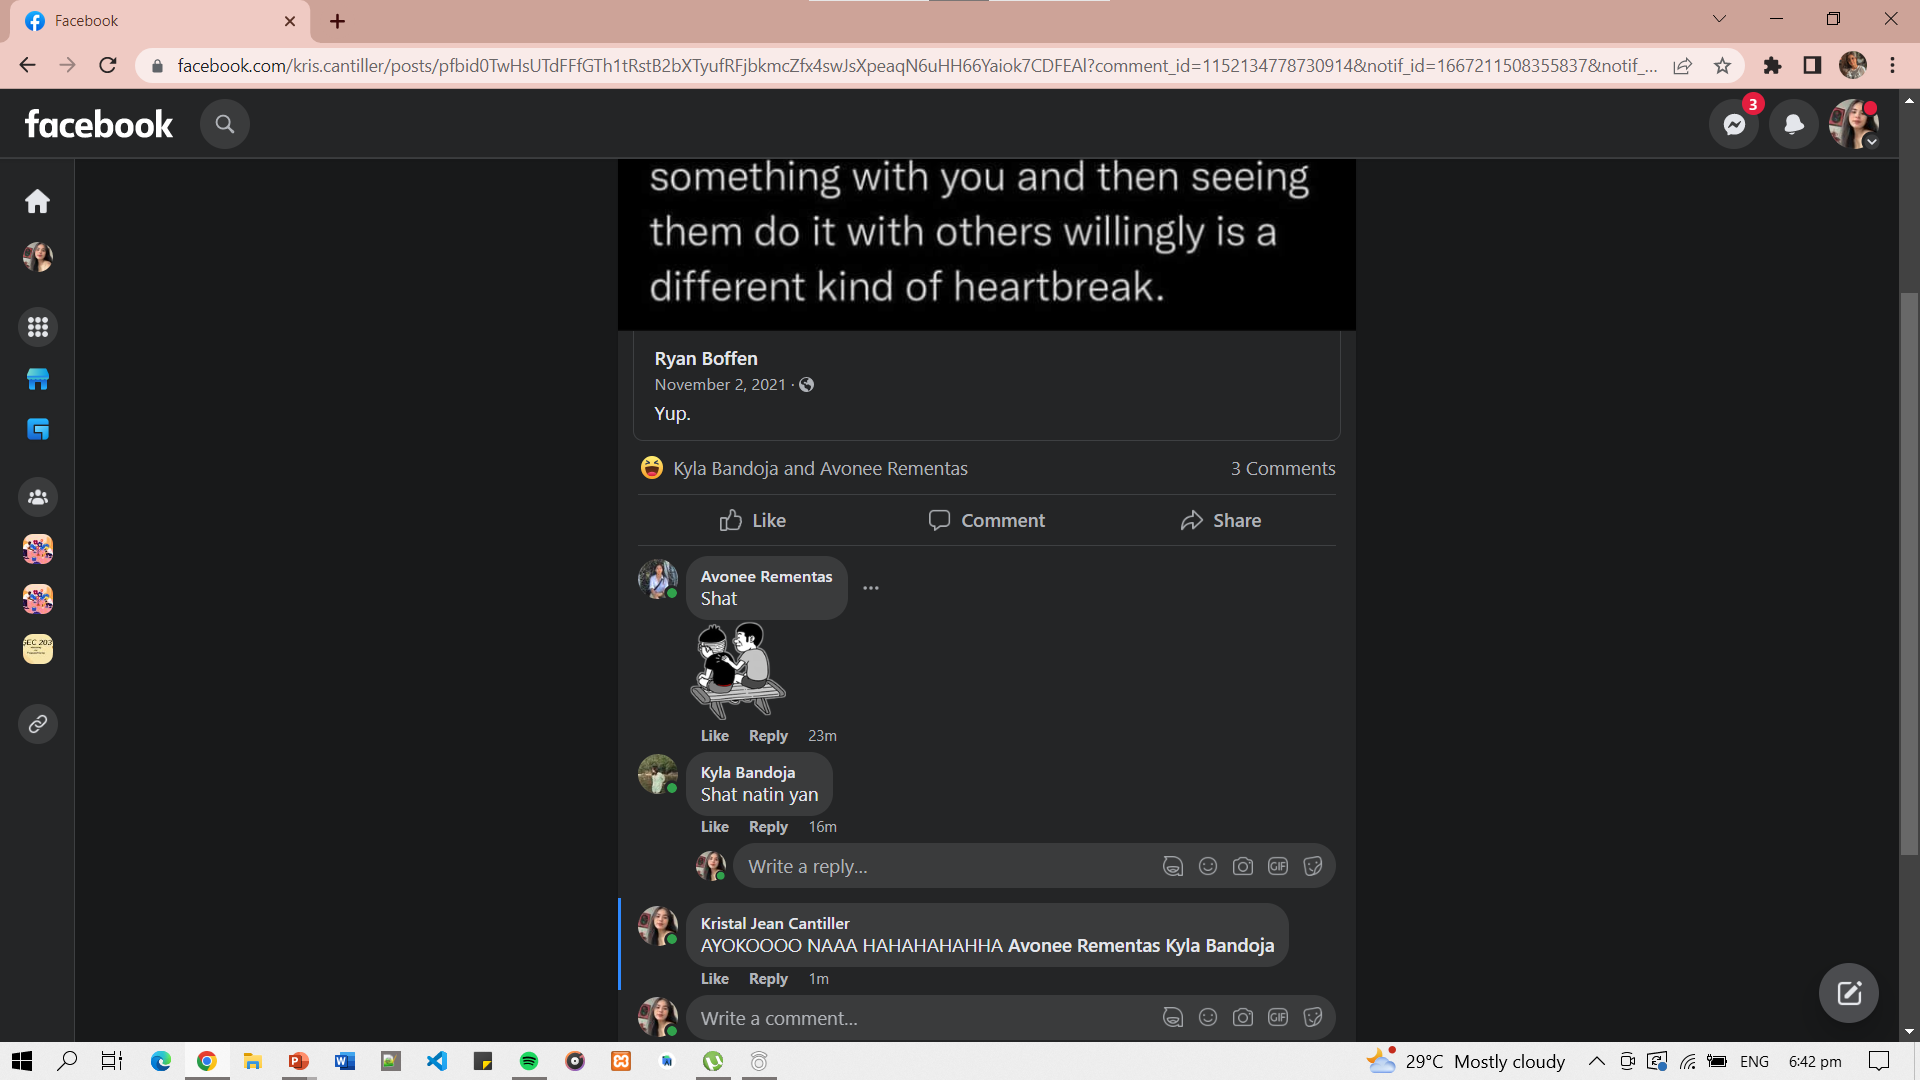 Facebook
facebook.com/kris.cantiller/posts/pfbid0TwHsUTdFFfGTh1tRstB2bXTyufRFjbkmcZfx4swJsXpeaqN6uHH66Yaiok7CDFEAl?comment_id=1152134778730914&notif_id=1667211508355837&notif_...
facebook
3
something with you and then seeing
them do it with others willingly is a
different kind of heartbreak.
Ryan Boffen
November 2, 2021 ·
Yup.
Kyla Bandoja and Avonee Rementas
3 Comments
Like
Comment
Share
Avonee Rementas
Shat
Like Reply 23m
Kyla Bandoja
Shat natin yan
Like Reply 16m
Write a reply...
GIF
Kristal Jean Cantiller
AYOKOOOO NAAA HAHAHAHAHHA Avonee Rementas Kyla Bandoja
Like Reply 1m
Write a comment...
GIF
29°C Mostly cloudy
ENG
6:42 pm